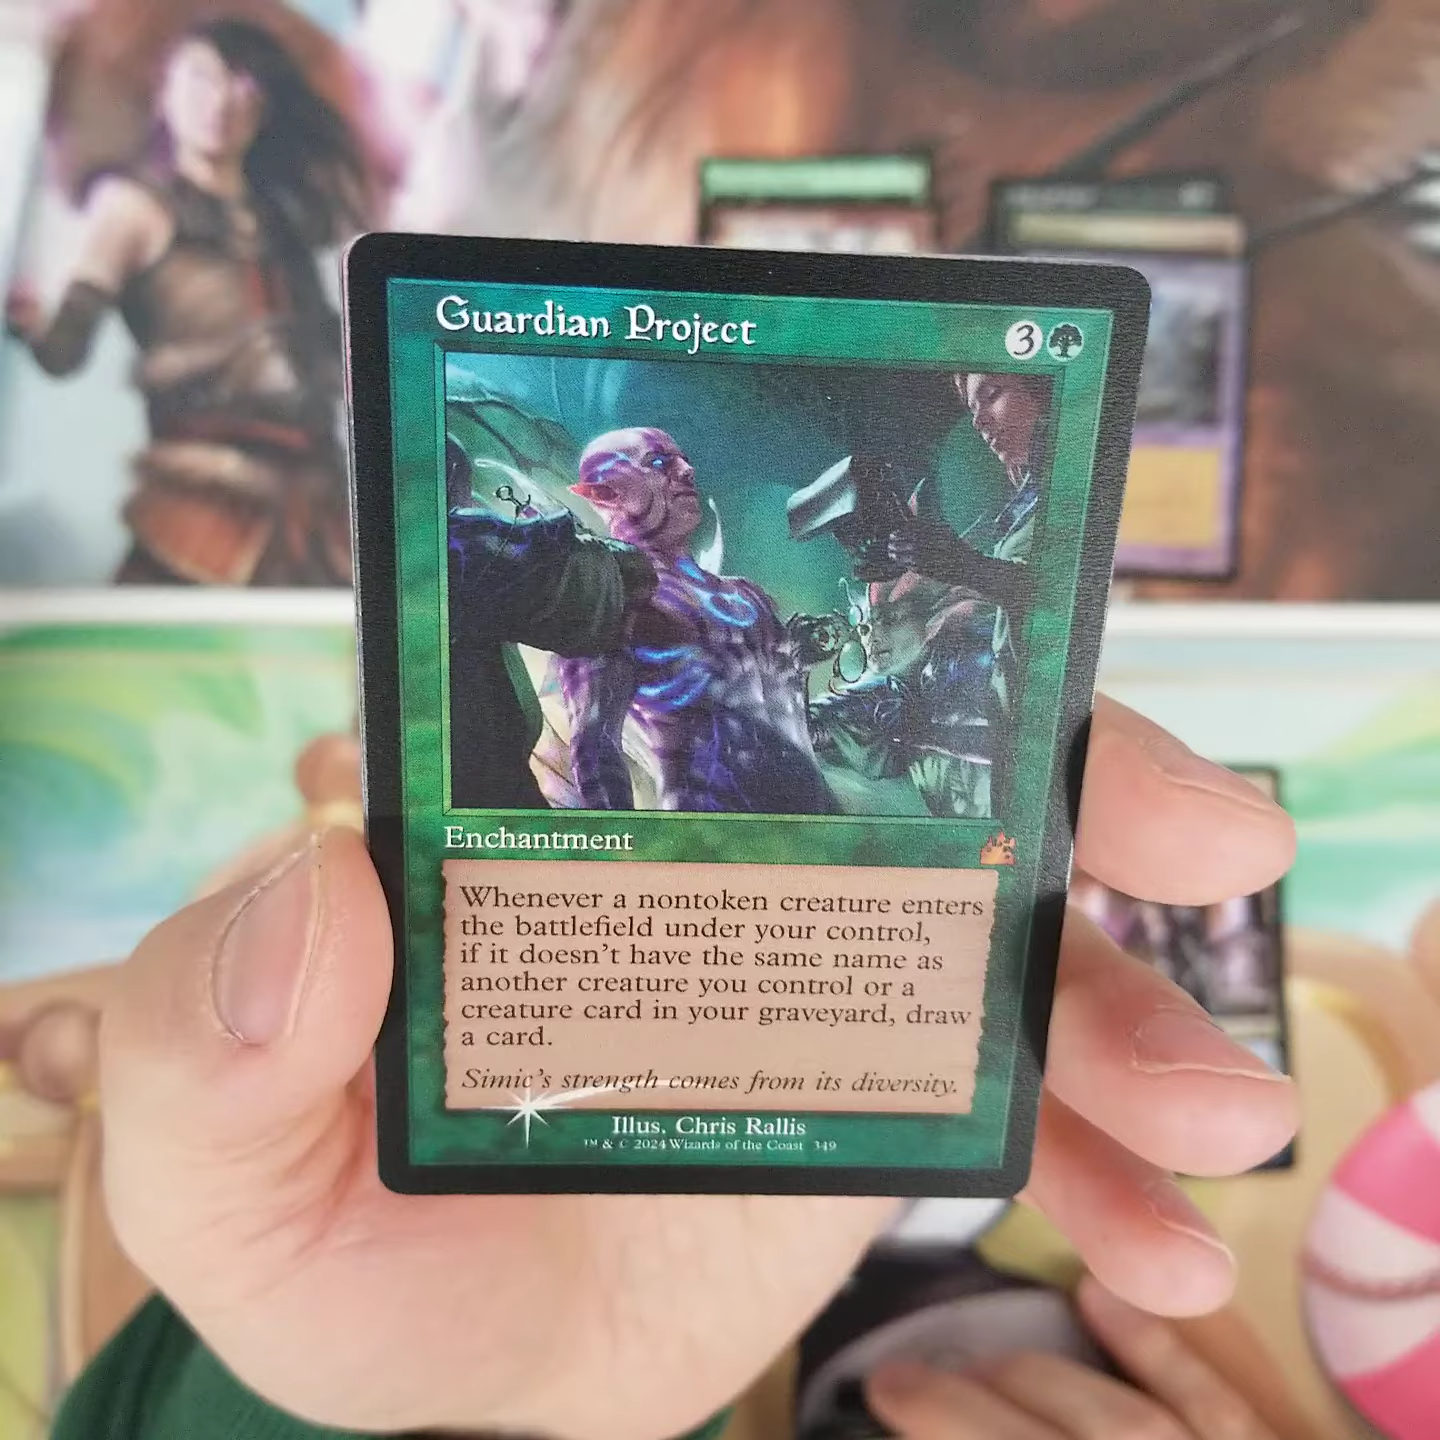 Guardian Project
3
Enchantment
Whenever a nontoken creature enters
the battlefield under your control,
if it doesn't have the same name as
another creature you control or a
creature card in your graveyard, draw
a card.
Simic's strength comes from its diversity.
Illus. Chris Rallis
™ & © 2024 Wizards of the Coast 349